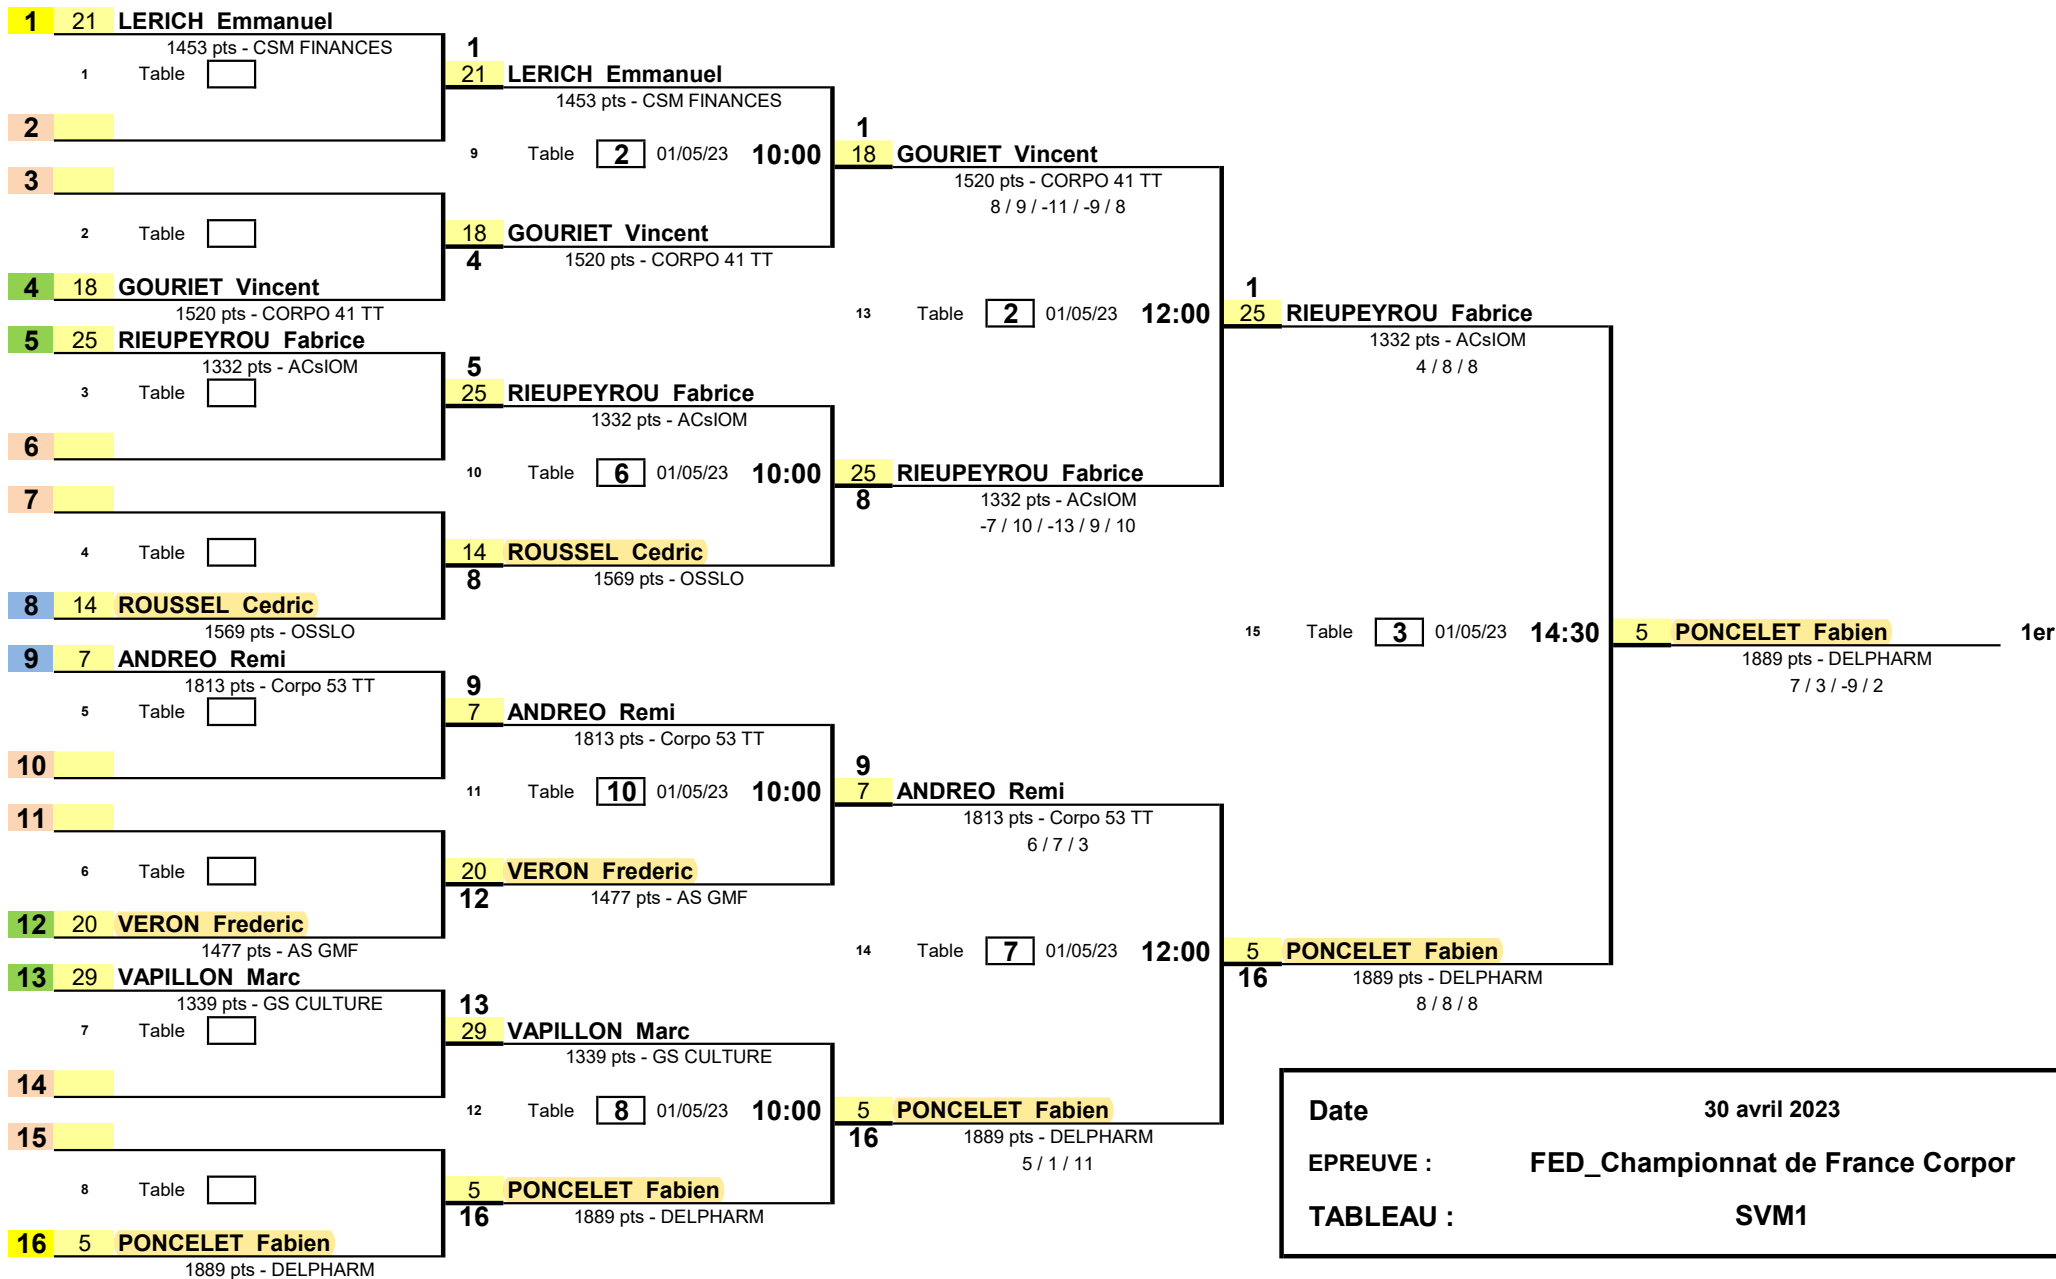 1 21 LERICH Emmanuel
1453 pts - CSM FINANCES
1 Table
2
3
2 Table
4 18 GOURIET Vincent
1520 pts - CORPO 41 TT
5 25 RIEUPEYROU Fabrice
1332 pts - ACsIOM
3 Table
6
7
4 Table
8 14 ROUSSEL Cedric
1569 pts - OSSLO
9 7 ANDREO Remi
1813 pts - Corpo 53 TT
5 Table
10
11
6 Table
12 20 VERON Frederic
1477 pts - AS GMF
13 29 VAPILLON Marc
1339 pts - GS CULTURE
7 Table
14
15
8 Table
16 5 PONCELET Fabien
1889 pts - DELPHARM
1
21 LERICH Emmanuel
1453 pts - CSM FINANCES
9 Table 2 01/05/23 10:00
18 GOURIET Vincent
4 1520 pts - CORPO 41 TT
5
25 RIEUPEYROU Fabrice
1332 pts - ACsIOM
10 Table 6 01/05/23 10:00
14 ROUSSEL Cedric
8 1569 pts - OSSLO
9
7 ANDREO Remi
1813 pts - Corpo 53 TT
11 Table 10 01/05/23 10:00
20 VERON Frederic
12 1477 pts - AS GMF
13
29 VAPILLON Marc
1339 pts - GS CULTURE
12 Table 8 01/05/23 10:00
5 PONCELET Fabien
16 1889 pts - DELPHARM
1
18 GOURIET Vincent
1520 pts - CORPO 41 TT
8 / 9 / -11 / -9 / 8
13 Table 2 01/05/23 12:00
25 RIEUPEYROU Fabrice
8 1332 pts - ACsIOM
-7 / 10 / -13 / 9 / 10
9
7 ANDREO Remi
1813 pts - Corpo 53 TT
6 / 7 / 3
14 Table 7 01/05/23 12:00
5 PONCELET Fabien
16 1889 pts - DELPHARM
5 / 1 / 11
1
25 RIEUPEYROU Fabrice
1332 pts - ACsIOM
4 / 8 / 8
15 Table 3 01/05/23 14:30
5 PONCELET Fabien
16 1889 pts - DELPHARM
8 / 8 / 8
5 PONCELET Fabien 1er
1889 pts - DELPHARM
7 / 3 / -9 / 2
Date 30 avril 2023
EPREUVE : FED_Championnat de France Corpor
TABLEAU : SVM1